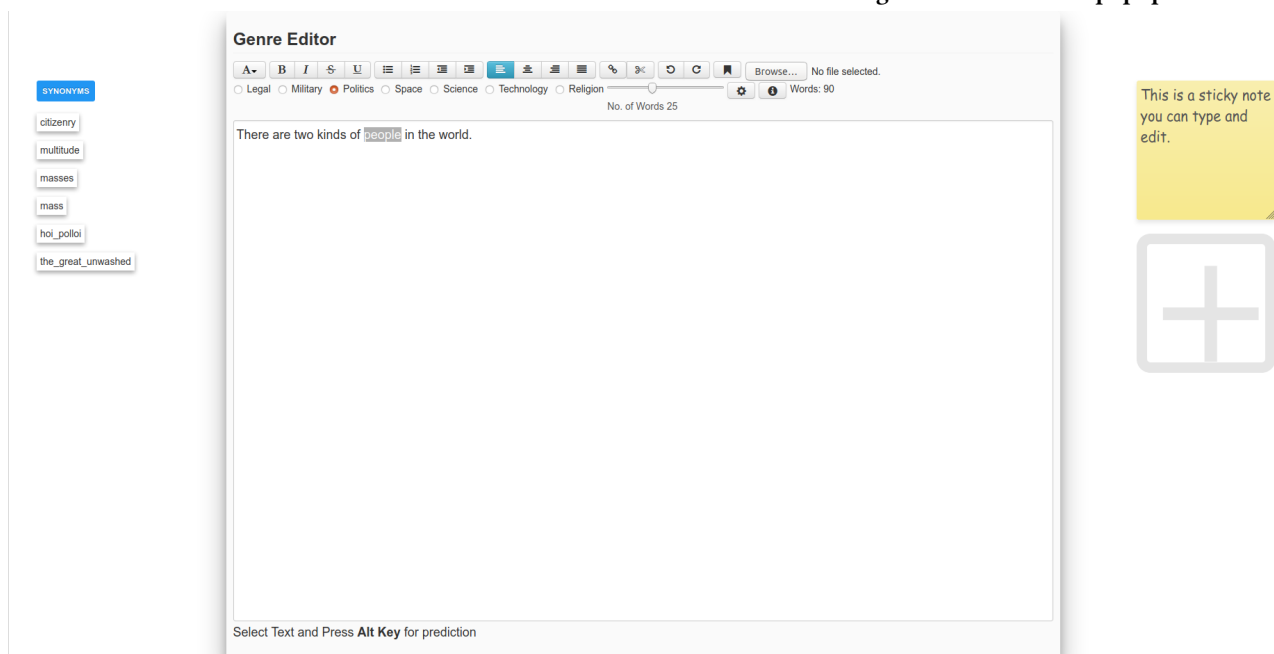 Genre Editor
A B I S U Browse... No file selected.
Legal Military Politics Space Science Technology Religion Words: 90
No. of Words 25
SYNONYMS
citizenry
multitude
masses
mass
hoi_polloi
the_great_unwashed
There are two kinds of people in the world.
This is a sticky note
you can type and
edit.
Select Text and Press Alt Key for prediction